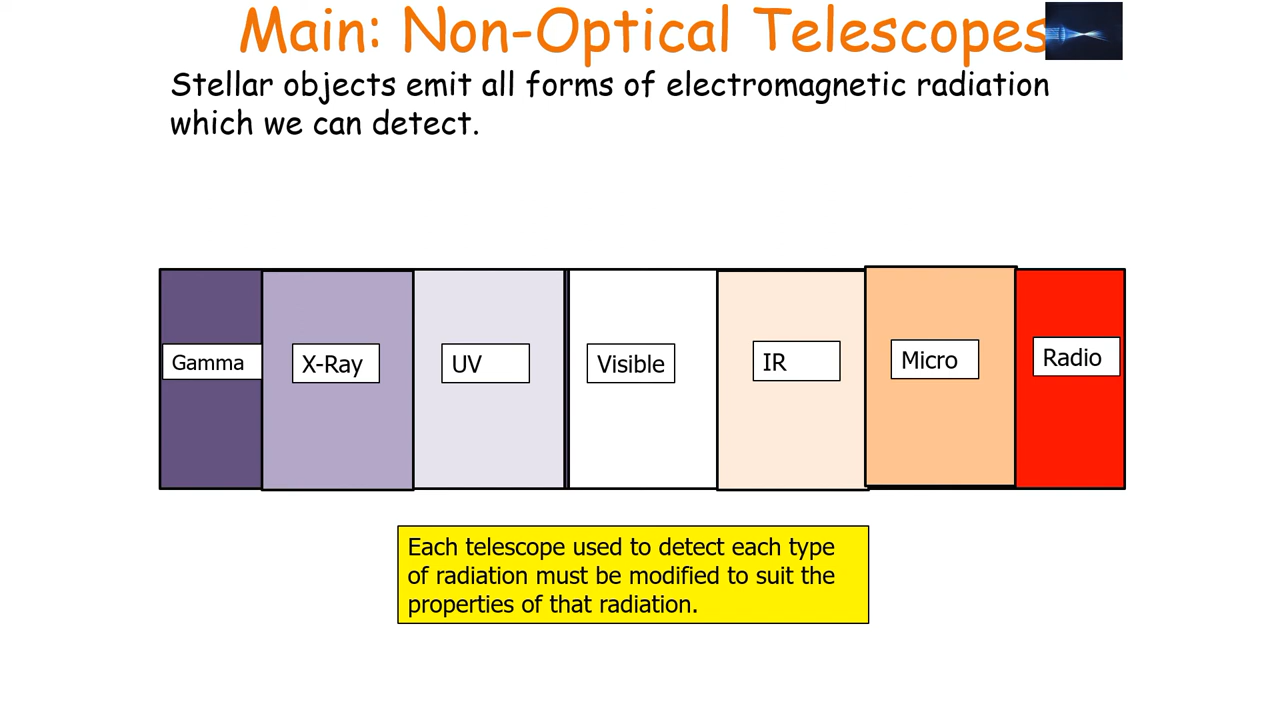 Main: Non-Optical Telescopes
Stellar objects emit all forms of electromagnetic radiation
which we can detect.
Gamma
X-Ray
UV
Visible
IR
Micro
Radio
Each telescope used to detect each type
of radiation must be modified to suit the
properties of that radiation.